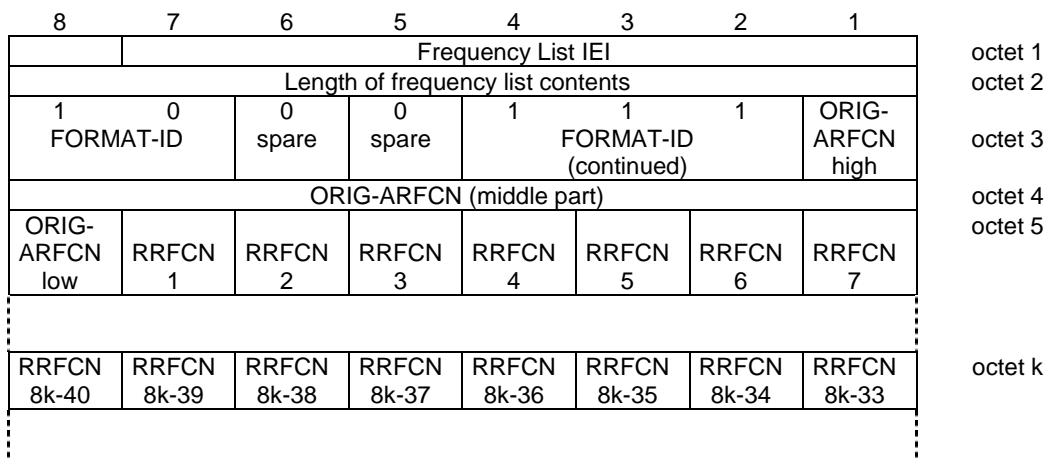 8 7 6 5 4 3 2 1
Frequency List IEI octet 1
Length of frequency list contents octet 2
1 0 0 0 1 1 1 ORIG-
FORMAT-ID spare spare FORMAT-ID ARFCN octet 3
(continued) high
ORIG-ARFCN (middle part) octet 4
ORIG- octet 5
ARFCN RRFCN RRFCN RRFCN RRFCN RRFCN RRFCN RRFCN
low 1 2 3 4 5 6 7
RRFCN RRFCN RRFCN RRFCN RRFCN RRFCN RRFCN RRFCN octet k
8k-40 8k-39 8k-38 8k-37 8k-36 8k-35 8k-34 8k-33